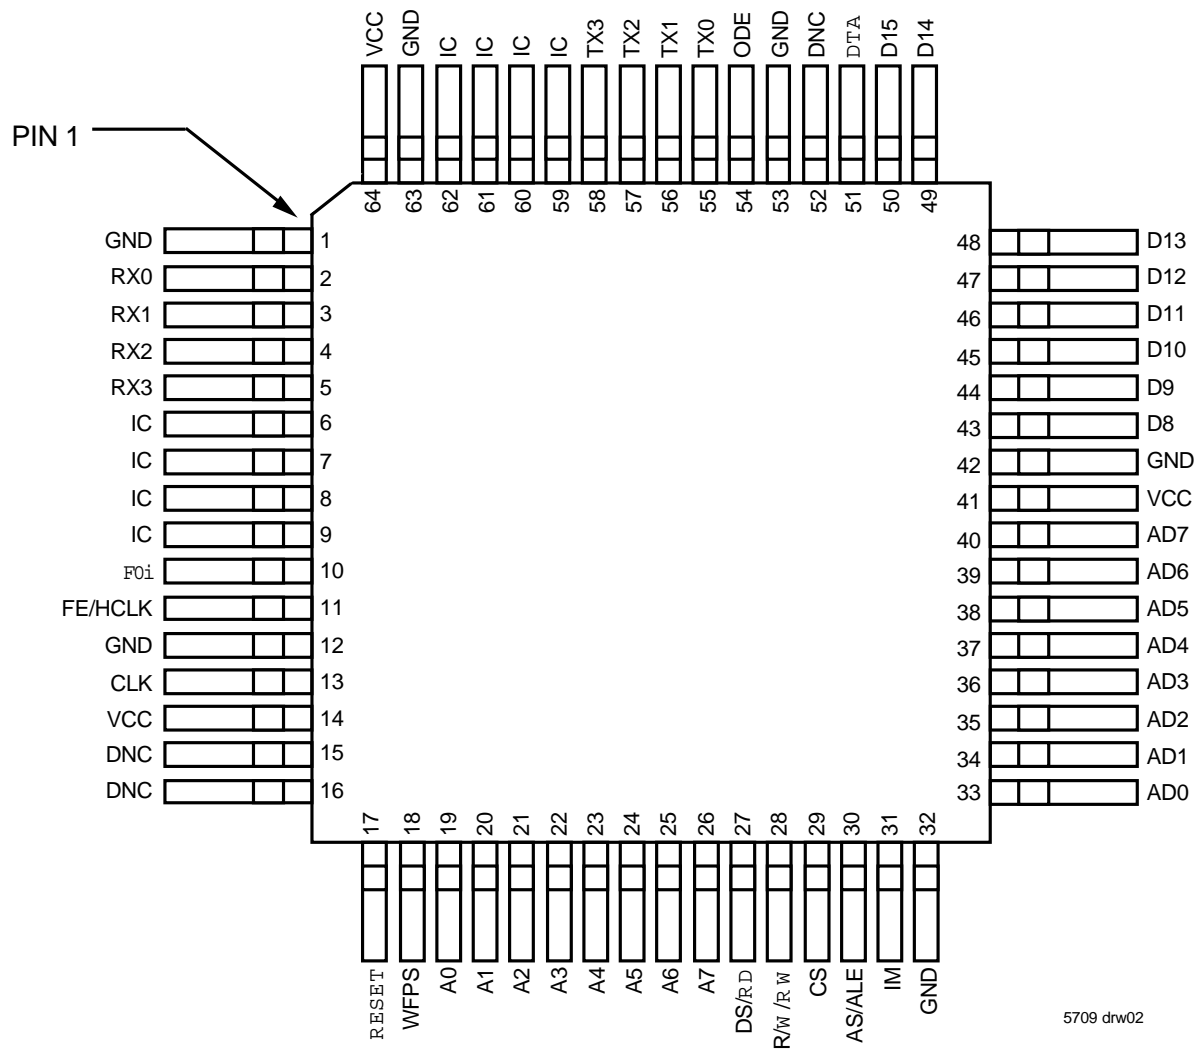 VCC
GND
IC
IC
IC
IC
TX3
TX2
TX1
TX0
ODE
GND
DNC
DTA
D15
D14
PIN 1
64
63
62
61
60
59
58
57
56
55
54
53
52
51
50
49
GND 1
RX0 2
RX1 3
RX2 4
RX3 5
IC 6
IC 7
IC 8
IC 9
F0i 10
FE/HCLK 11
GND 12
CLK 13
VCC 14
DNC 15
DNC 16
48 D13
47 D12
46 D11
45 D10
44 D9
43 D8
42 GND
41 VCC
40 AD7
39 AD6
38 AD5
37 AD4
36 AD3
35 AD2
34 AD1
33 AD0
17
18
19
20
21
22
23
24
25
26
27
28
29
30
31
32
RESET
WFPS
A0
A1
A2
A3
A4
A5
A6
A7
DS/RD
R/W/RW
CS
AS/ALE
IM
GND
5709 drw02